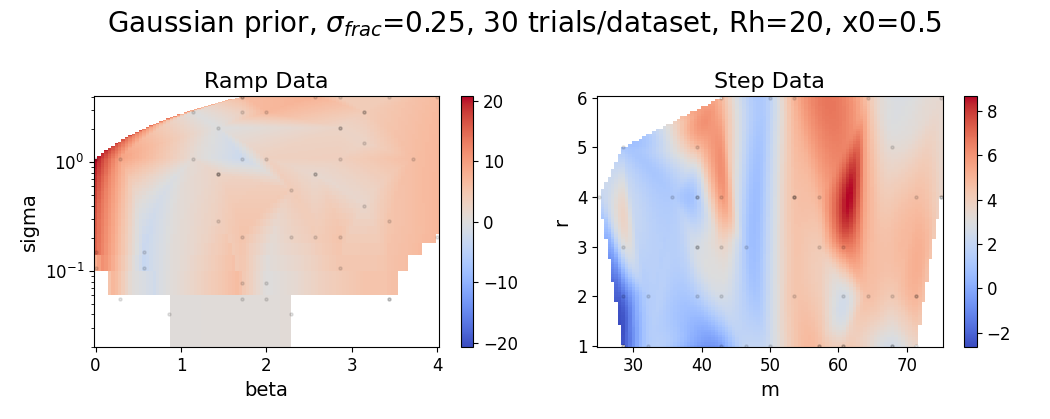 Gaussian prior, σ_frac=0.25, 30 trials/dataset, Rh=20, x0=0.5
Ramp Data
Step Data
sigma
10⁰
10⁻¹
0 1 2 3 4
beta
20
10
0
−10
−20
r
6
5
4
3
2
1
30 40 50 60 70
m
8
6
4
2
0
−2